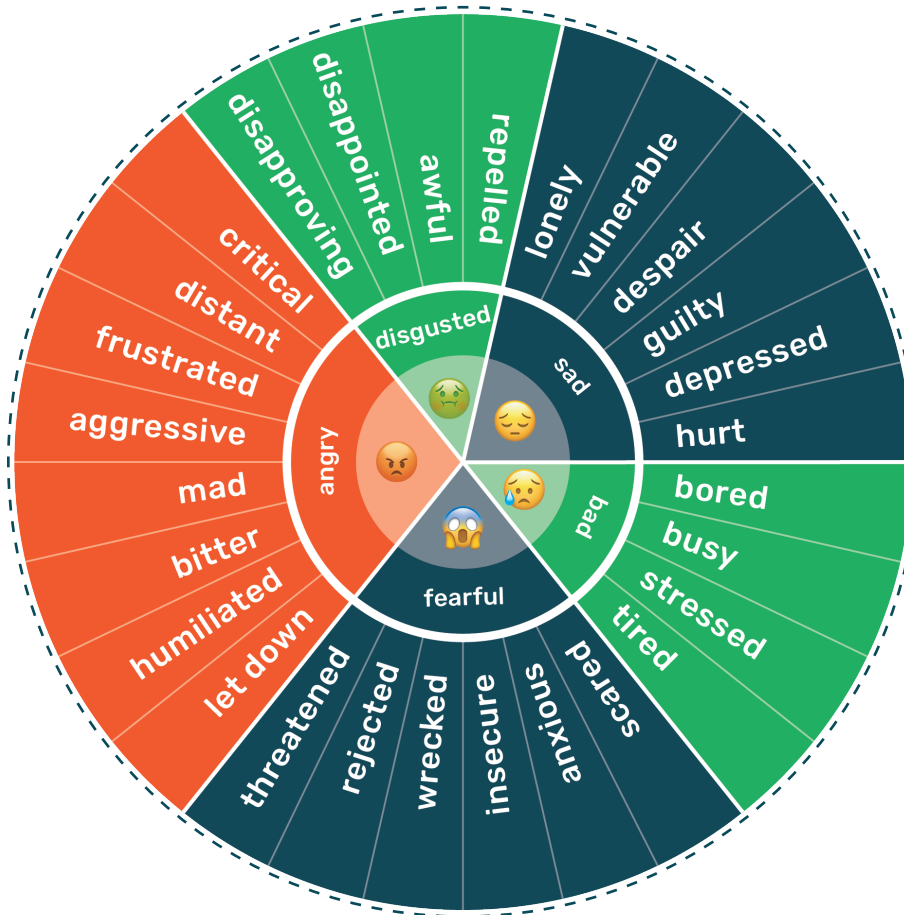 disgusted
sad
bad
fearful
angry
disapproving
disappointed
awful
repelled
lonely
vulnerable
despair
guilty
depressed
hurt
bored
busy
stressed
tired
scared
anxious
insecure
wrecked
rejected
threatened
let down
humiliated
bitter
mad
aggressive
frustrated
distant
critical